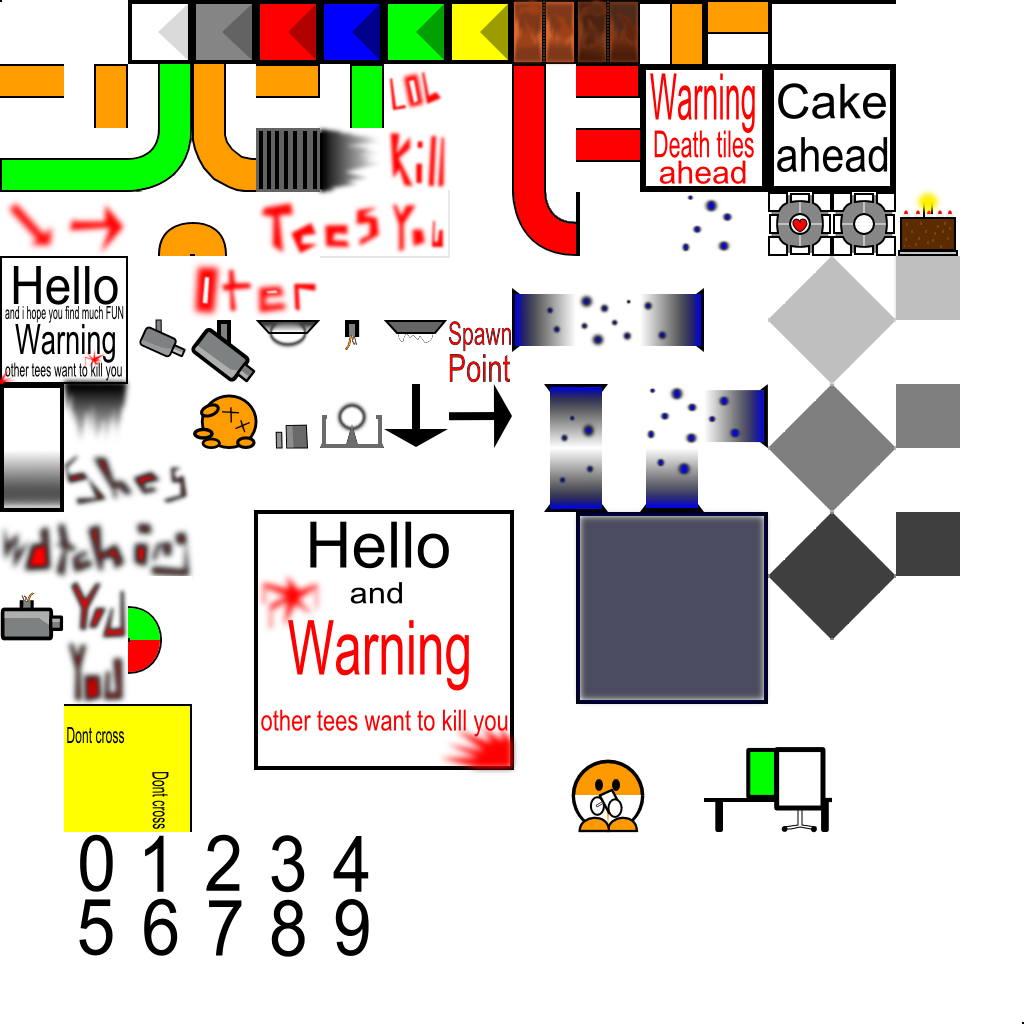 LOL
Kill
Warning
Death tiles
ahead
Cake
ahead
Tees You
Oter
Hello
and i hope you find much FUN
Warning
other tees want to kill you
Spawn
Point
Shes
watching
You
You
Hello
and
Warning
other tees want to kill you
Dont cross
Dont cross
0 1 2 3 4
5 6 7 8 9